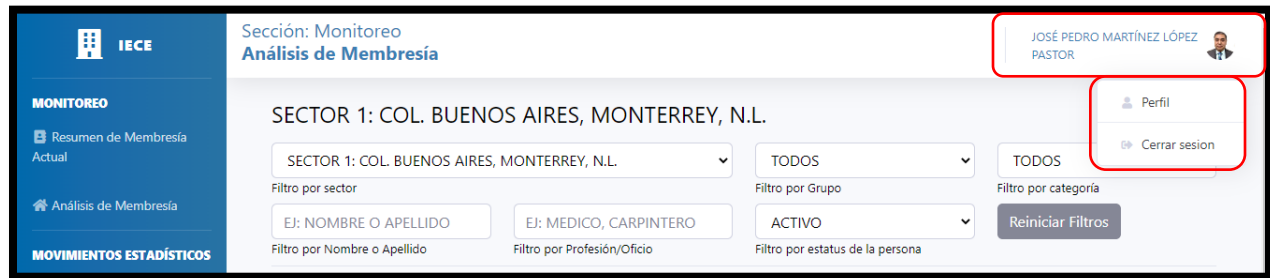 IECE
MONITOREO
Resumen de Membresía
Actual
Análisis de Membresía
MOVIMIENTOS ESTADÍSTICOS
Sección: Monitoreo
Análisis de Membresía
JOSÉ PEDRO MARTÍNEZ LÓPEZ
PASTOR
Perfil
Cerrar sesion
SECTOR 1: COL. BUENOS AIRES, MONTERREY, N.L.
SECTOR 1: COL. BUENOS AIRES, MONTERREY, N.L.
TODOS
TODOS
Filtro por sector
Filtro por Grupo
Filtro por categoría
EJ: NOMBRE O APELLIDO
EJ: MEDICO, CARPINTERO
ACTIVO
Reiniciar Filtros
Filtro por Nombre o Apellido
Filtro por Profesión/Oficio
Filtro por estatus de la persona